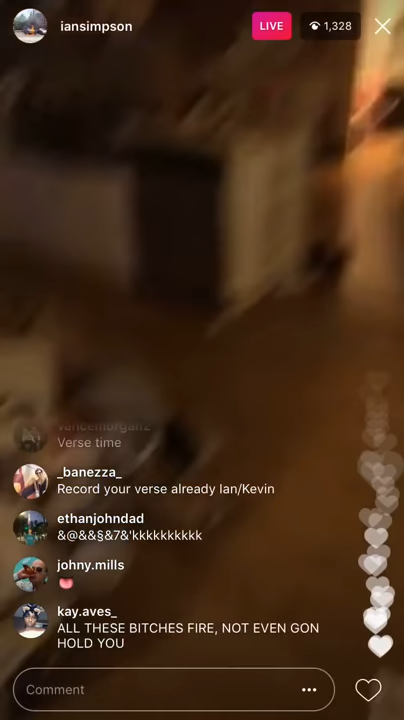 iansimpson
LIVE
1,328
Verse time
_banezza_
Record your verse already Ian/Kevin
ethanjohndad
&@&&§&7&'kkkkkkkkkk
johny.mills
kay.aves_
ALL THESE BITCHES FIRE, NOT EVEN GON
HOLD YOU
Comment